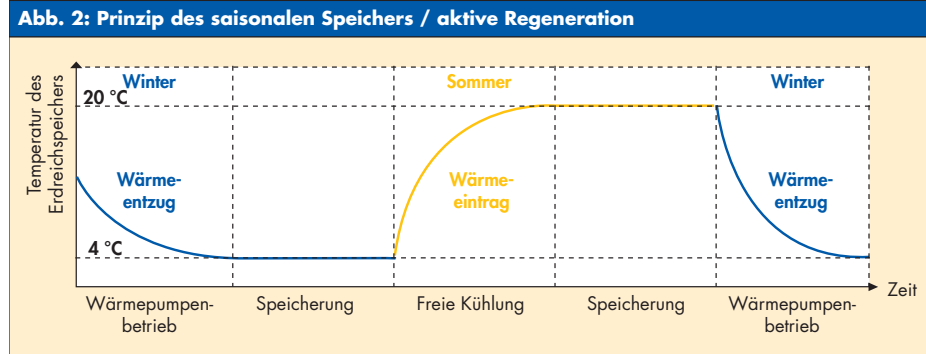 Abb. 2: Prinzip des saisonalen Speichers / aktive Regeneration
Temperatur des
Erdreichspeichers
Winter
Sommer
Winter
20 °C
Wärme-
entzug
Wärme-
eintrag
Wärme-
entzug
4 °C
Zeit
Wärmepumpen-
betrieb
Speicherung
Freie Kühlung
Speicherung
Wärmepumpen-
betrieb